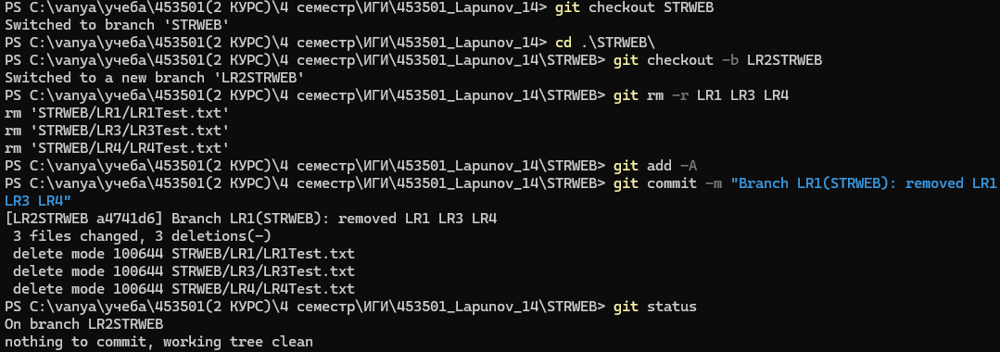 PS C:\vanya\учеба\453501(2 КУРС)\4 семестр\ИГИ\453501_Lapunov_14> git checkout STRWEB
Switched to branch 'STRWEB'
PS C:\vanya\учеба\453501(2 КУРС)\4 семестр\ИГИ\453501_Lapunov_14> cd .\STRWEB\
PS C:\vanya\учеба\453501(2 КУРС)\4 семестр\ИГИ\453501_Lapunov_14\STRWEB> git checkout -b LR2STRWEB
Switched to a new branch 'LR2STRWEB'
PS C:\vanya\учеба\453501(2 КУРС)\4 семестр\ИГИ\453501_Lapunov_14\STRWEB> git rm -r LR1 LR3 LR4
rm 'STRWEB/LR1/LR1Test.txt'
rm 'STRWEB/LR3/LR3Test.txt'
rm 'STRWEB/LR4/LR4Test.txt'
PS C:\vanya\учеба\453501(2 КУРС)\4 семестр\ИГИ\453501_Lapunov_14\STRWEB> git add -A
PS C:\vanya\учеба\453501(2 КУРС)\4 семестр\ИГИ\453501_Lapunov_14\STRWEB> git commit -m "Branch LR1(STRWEB): removed LR1
LR3 LR4"
[LR2STRWEB a4741d6] Branch LR1(STRWEB): removed LR1 LR3 LR4
 3 files changed, 3 deletions(-)
 delete mode 100644 STRWEB/LR1/LR1Test.txt
 delete mode 100644 STRWEB/LR3/LR3Test.txt
 delete mode 100644 STRWEB/LR4/LR4Test.txt
PS C:\vanya\учеба\453501(2 КУРС)\4 семестр\ИГИ\453501_Lapunov_14\STRWEB> git status
On branch LR2STRWEB
nothing to commit, working tree clean